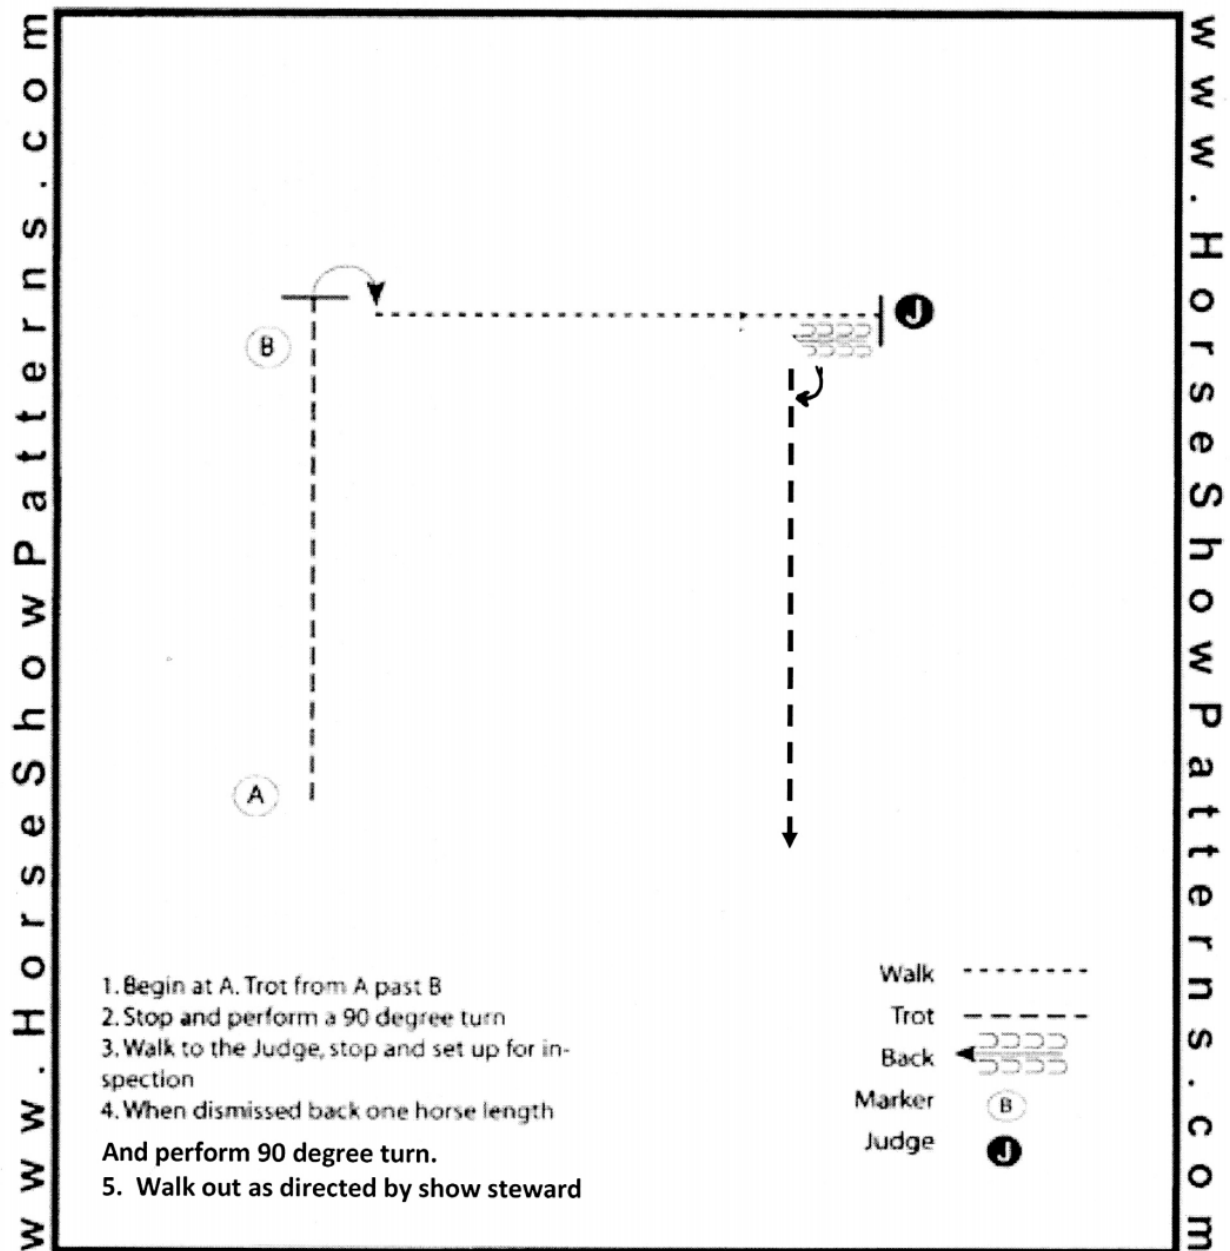 www.HorseShowPatterns.com
www.HorseShowPatterns.com
B
J
A
1. Begin at A. Trot from A past B
2. Stop and perform a 90 degree turn
3. Walk to the Judge, stop and set up for in-
spection
4. When dismissed back one horse length
And perform 90 degree turn.
5. Walk out as directed by show steward
Walk
Trot
Back
Marker B
Judge J